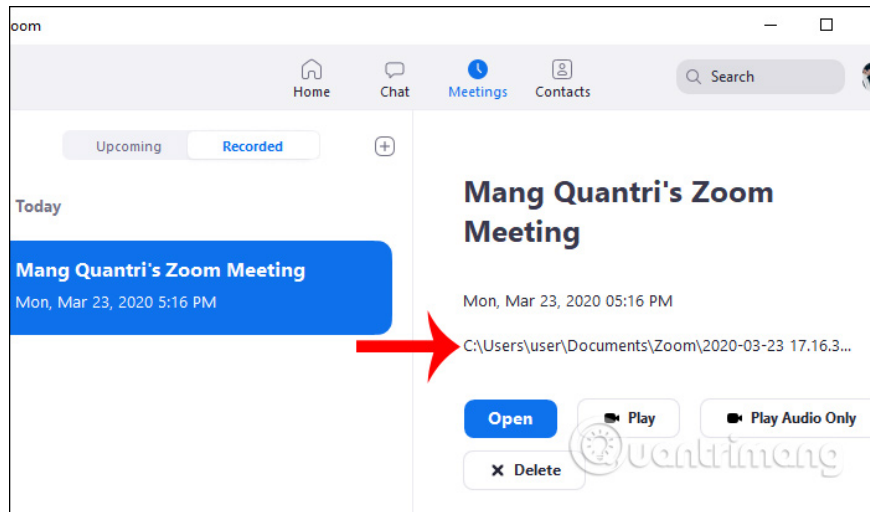 oom
Home
Chat
Meetings
Contacts
Search
Upcoming
Recorded
Today
Mang Quantri's Zoom Meeting
Mon, Mar 23, 2020 5:16 PM
Mang Quantri's Zoom
Meeting
Mon, Mar 23, 2020 05:16 PM
C:\Users\user\Documents\Zoom\2020-03-23 17.16.3...
Open
Play
Play Audio Only
Delete
Quantrimang